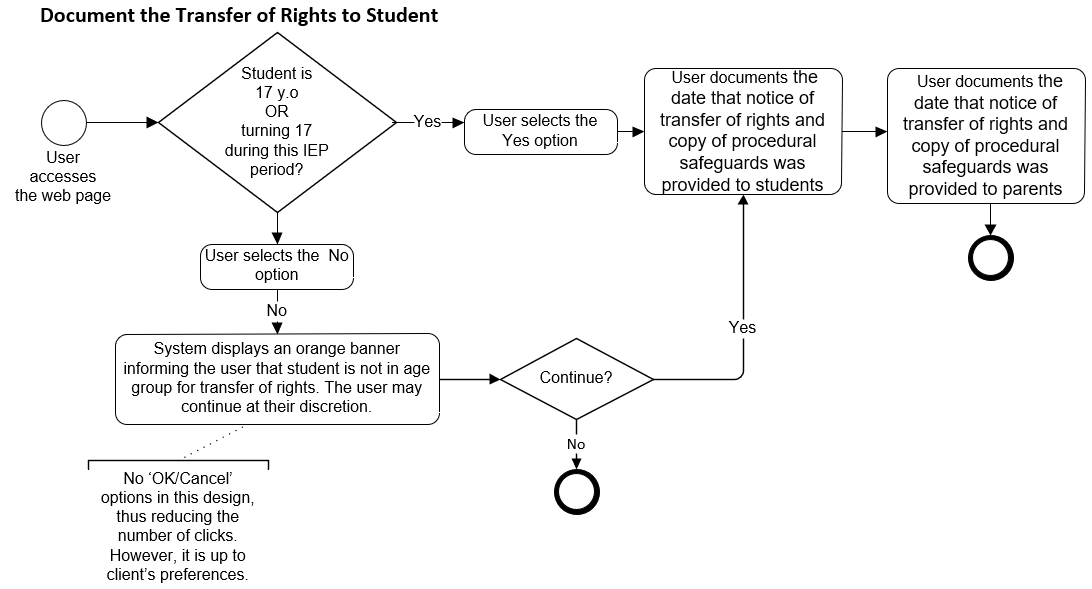 Document the Transfer of Rights to Student
User
accesses
the web page
Student is
17 y.o
OR
turning 17
during this IEP
period?
Yes
User selects the
Yes option
User documents the
date that notice of
transfer of rights and
copy of procedural
safeguards was
provided to students
User documents the
date that notice of
transfer of rights and
copy of procedural
safeguards was
provided to parents
User selects the  No
option
No
System displays an orange banner
informing the user that student is not in age
group for transfer of rights. The user may
continue at their discretion.
Continue?
Yes
No
No ‘OK/Cancel’
options in this design,
thus reducing the
number of clicks.
However, it is up to
client’s preferences.